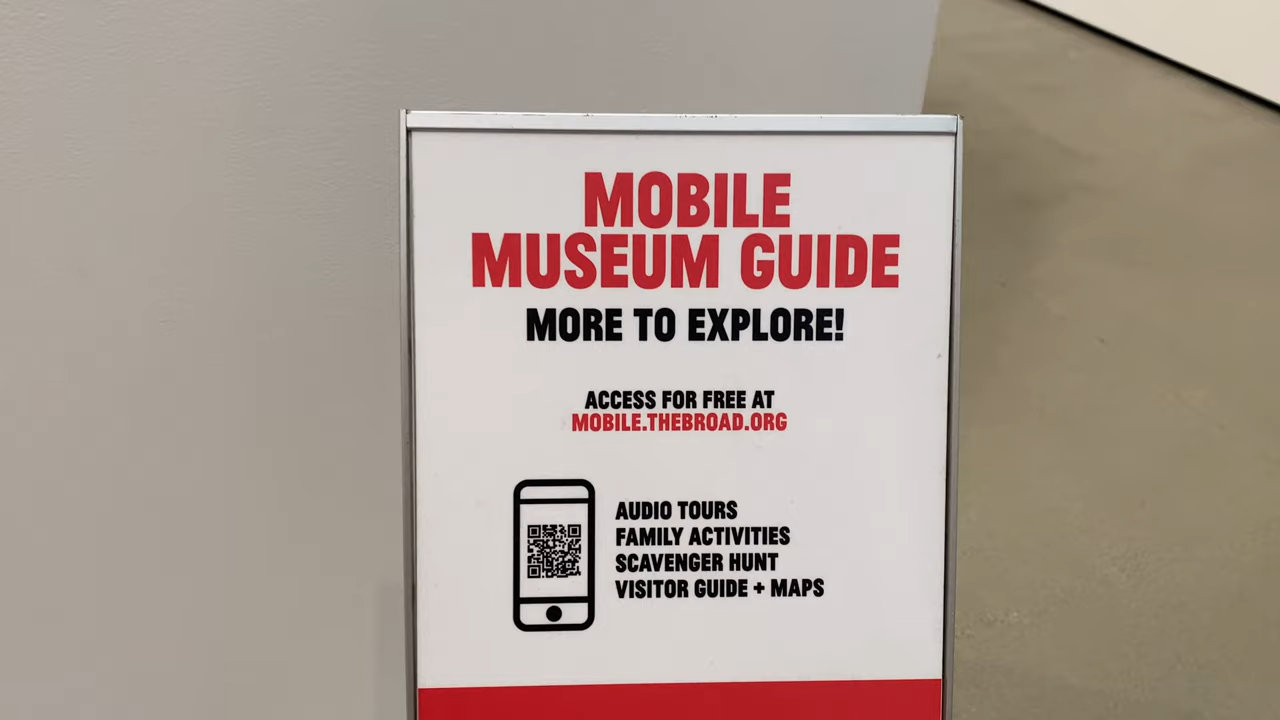 MOBILE
MUSEUM GUIDE
MORE TO EXPLORE!
ACCESS FOR FREE AT
MOBILE.THEBROAD.ORG
AUDIO TOURS
FAMILY ACTIVITIES
SCAVENGER HUNT
VISITOR GUIDE + MAPS